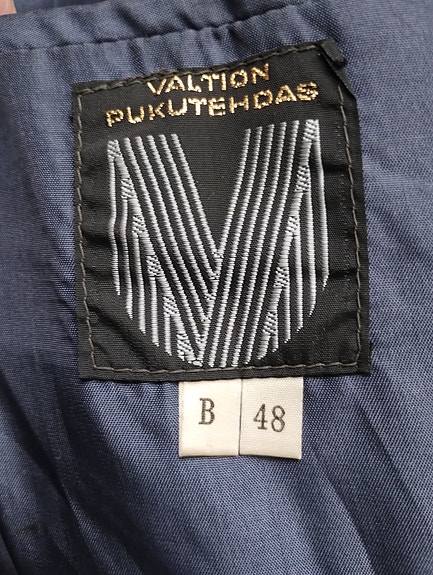 VALTION
PUKUTEHDAS
B 48